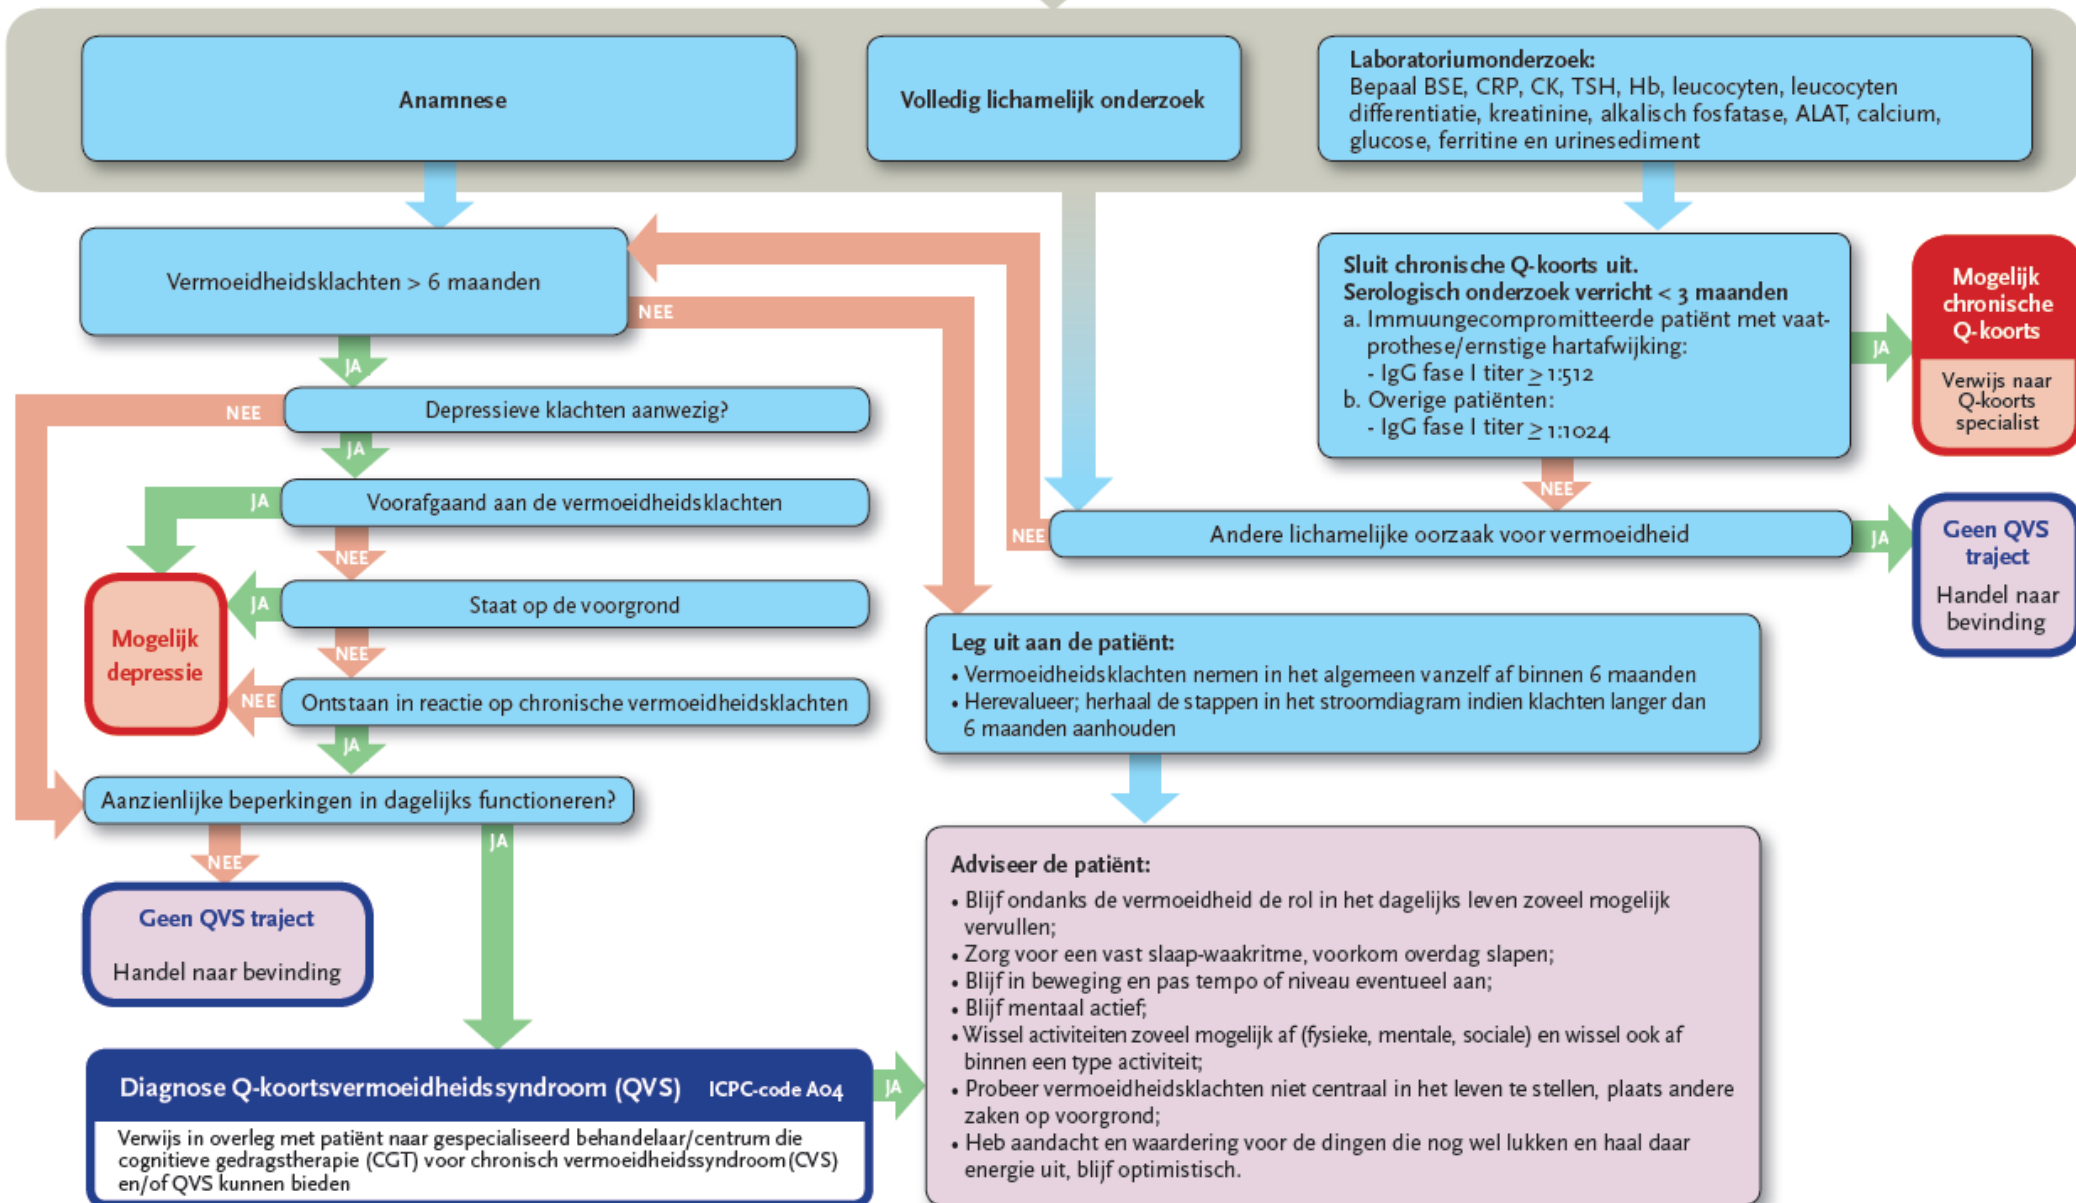 Anamnese
Volledig lichamelijk onderzoek
Laboratoriumonderzoek:
Bepaal BSE, CRP, CK, TSH, Hb, leucocyten, leucocyten
differentiatie, kreatinine, alkalisch fosfatase, ALAT, calcium,
glucose, ferritine en urinesediment
Vermoeidheidsklachten > 6 maanden
NEE
JA
Sluit chronische Q-koorts uit.
Serologisch onderzoek verricht < 3 maanden
a. Immuungecompromitteerde patiënt met vaat-
prothese/ernstige hartafwijking:
- IgG fase I titer ≥ 1:512
b. Overige patiënten:
- IgG fase I titer ≥ 1:1024
JA
Mogelijk
chronische
Q-koorts
Verwijs naar
Q-koorts
specialist
NEE
NEE
Depressieve klachten aanwezig?
JA
JA
Voorafgaand aan de vermoeidheidsklachten
NEE
NEE
Andere lichamelijke oorzaak voor vermoeidheid
JA
Geen QVS
traject
Handel naar
bevinding
JA
Staat op de voorgrond
NEE
Mogelijk
depressie
NEE
Ontstaan in reactie op chronische vermoeidheidsklachten
JA
Leg uit aan de patiënt:
• Vermoeidheidsklachten nemen in het algemeen vanzelf af binnen 6 maanden
• Herevalueer; herhaal de stappen in het stroomdiagram indien klachten langer dan
6 maanden aanhouden
Aanzienlijke beperkingen in dagelijks functioneren?
NEE
JA
Geen QVS traject
Handel naar bevinding
Adviseer de patiënt:
• Blijf ondanks de vermoeidheid de rol in het dagelijks leven zoveel mogelijk
vervullen;
• Zorg voor een vast slaap-waakritme, voorkom overdag slapen;
• Blijf in beweging en pas tempo of niveau eventueel aan;
• Blijf mentaal actief;
• Wissel activiteiten zoveel mogelijk af (fysieke, mentale, sociale) en wissel ook af
binnen een type activiteit;
• Probeer vermoeidheidsklachten niet centraal in het leven te stellen, plaats andere
zaken op voorgrond;
• Heb aandacht en waardering voor de dingen die nog wel lukken en haal daar
energie uit, blijf optimistisch.
Diagnose Q-koortsvermoeidheidssyndroom (QVS) ICPC-code A04
JA
Verwijs in overleg met patiënt naar gespecialiseerd behandelaar/centrum die
cognitieve gedragstherapie (CGT) voor chronisch vermoeidheidssyndroom (CVS)
en/of QVS kunnen bieden